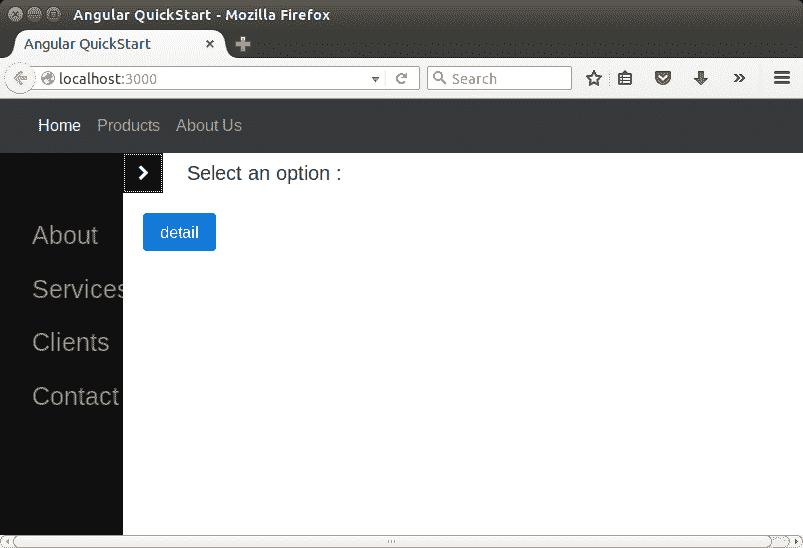 Angular QuickStart - Mozilla Firefox
Angular QuickStart
localhost:3000
Search
Home Products About Us
Select an option :
detail
About
Services
Clients
Contact